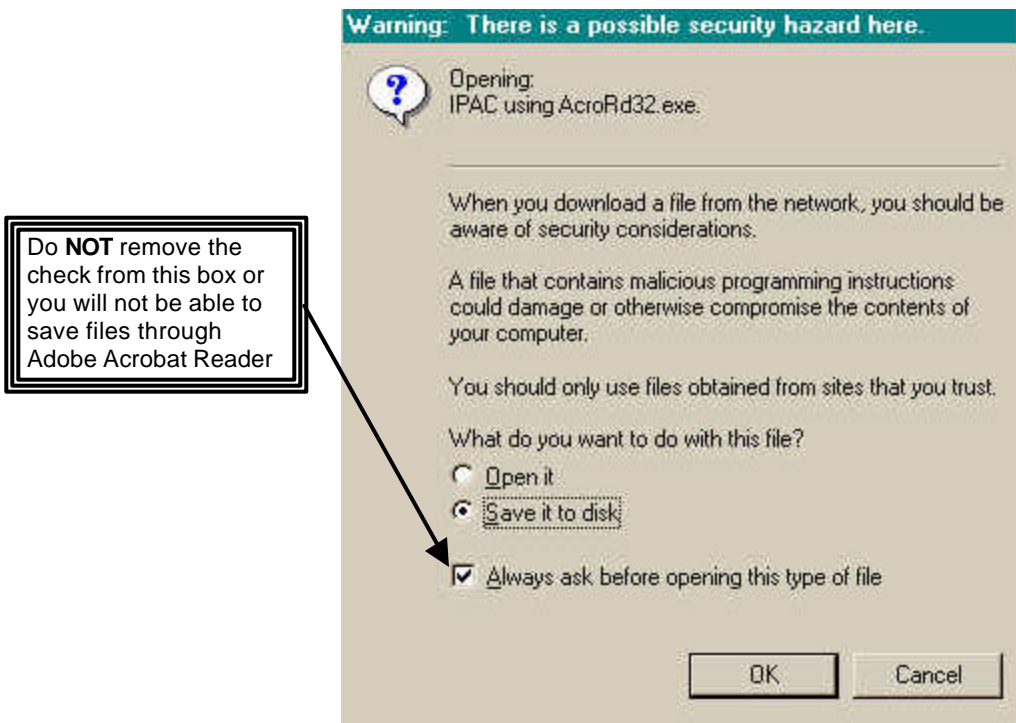 Warning: There is a possible security hazard here.
Opening:
IPAC using AcroRd32.exe.
When you download a file from the network, you should be
aware of security considerations.
Do NOT remove the
check from this box or
you will not be able to
save files through
Adobe Acrobat Reader
A file that contains malicious programming instructions
could damage or otherwise compromise the contents of
your computer.
You should only use files obtained from sites that you trust.
What do you want to do with this file?
Open it
Save it to disk
Always ask before opening this type of file
OK
Cancel